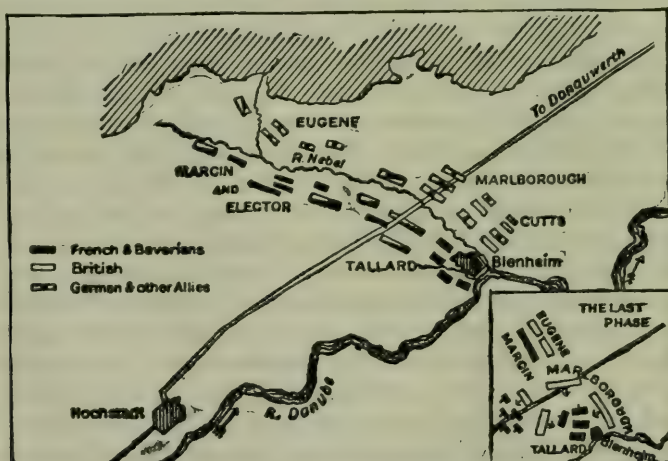 To Donauwerth
EUGENE
R. Nebel
MARCIN
AND
ELECTOR
MARLBOROUGH
CUTTS
French & Bavarians
British
German & other Allies
TALLARD
Blenheim
R. Danube
Hochstadt
THE LAST
PHASE
EUGENE
MARCIN
MARLBOROUGH
TALLARD
Blenheim